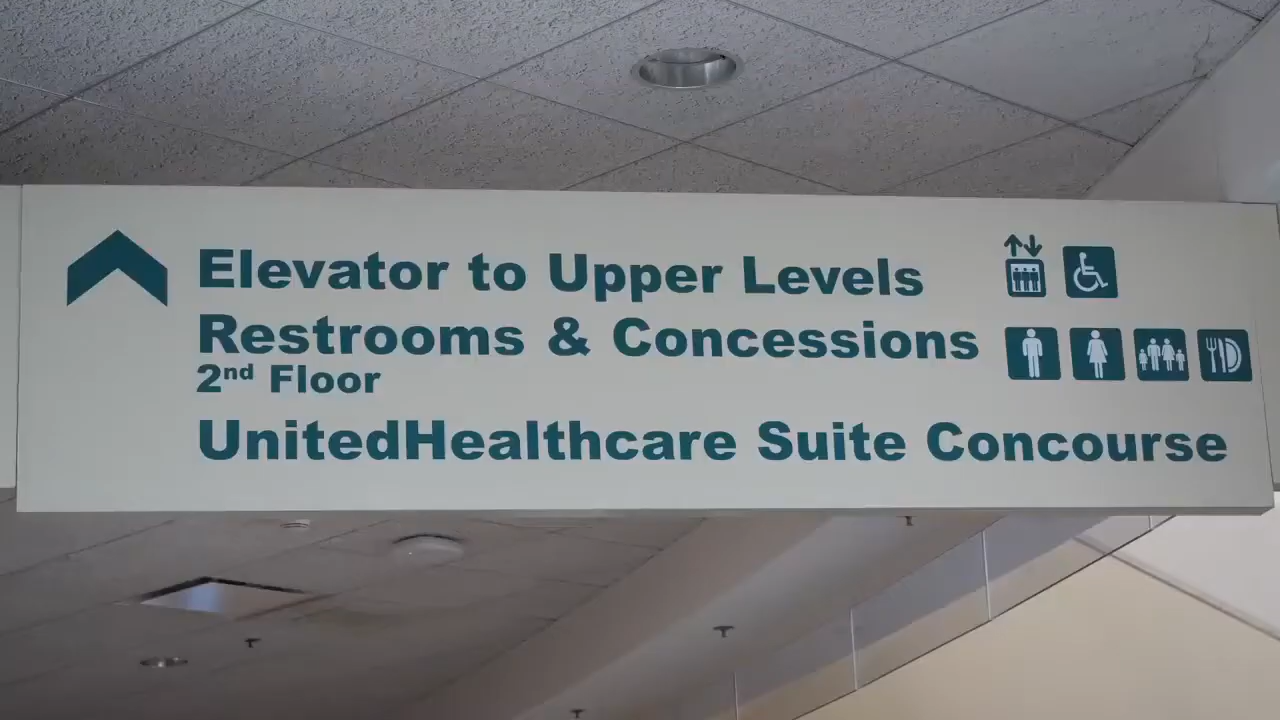 Elevator to Upper Levels
Restrooms & Concessions
2nd Floor
UnitedHealthcare Suite Concourse